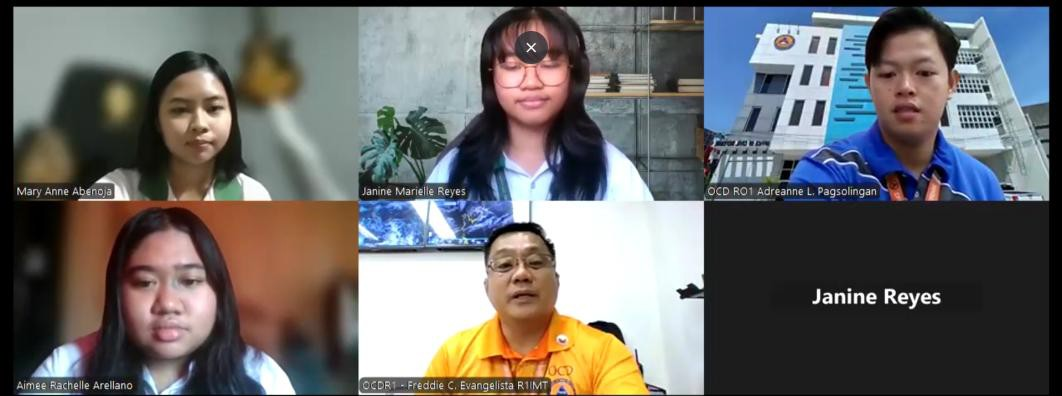 Mary Anne Abenoja
Janine Marielle Reyes
OCD RO1 Adreanne L. Pagsolingan
Aimee Rachelle Arellano
OCD
OCDR1 - Freddie C. Evangelista R1IMT
Janine Reyes